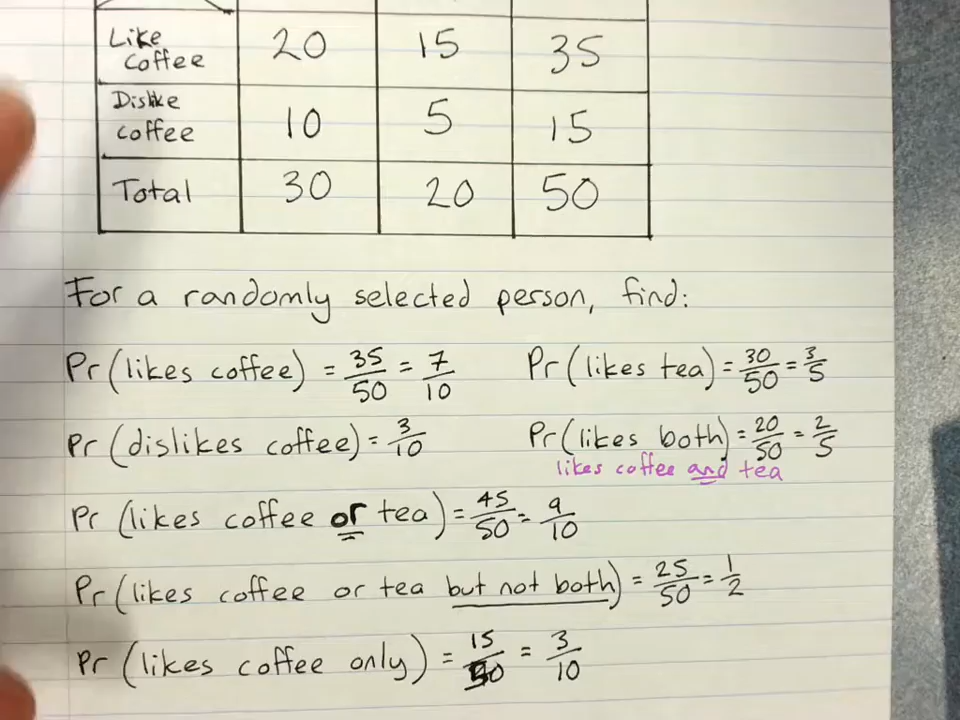 Like coffee 20 15 35
Dislike coffee 10 5 15
Total 30 20 50
For a randomly selected person, find:
Pr (likes coffee) = 35/50 = 7/10 Pr (likes tea) = 30/50 = 3/5
Pr (dislikes coffee) = 3/10 Pr (likes both) = 20/50 = 2/5
likes coffee and tea
Pr (likes coffee or tea) = 45/50 = 9/10
Pr (likes coffee or tea but not both) = 25/50 = 1/2
Pr (likes coffee only) = 15/50 = 3/10